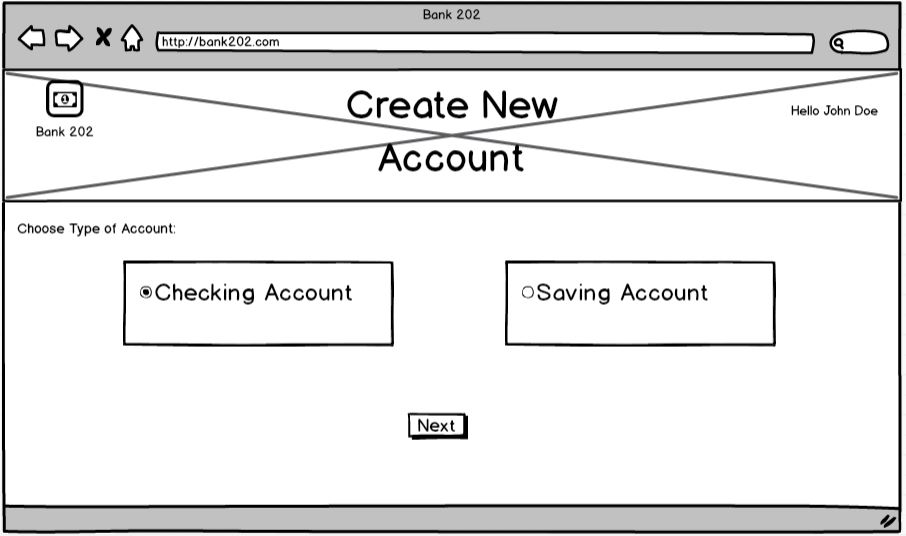 Bank 202
http://bank202.com
Create New
Account
Bank 202
Hello John Doe
Choose Type of Account:
Checking Account
Saving Account
Next